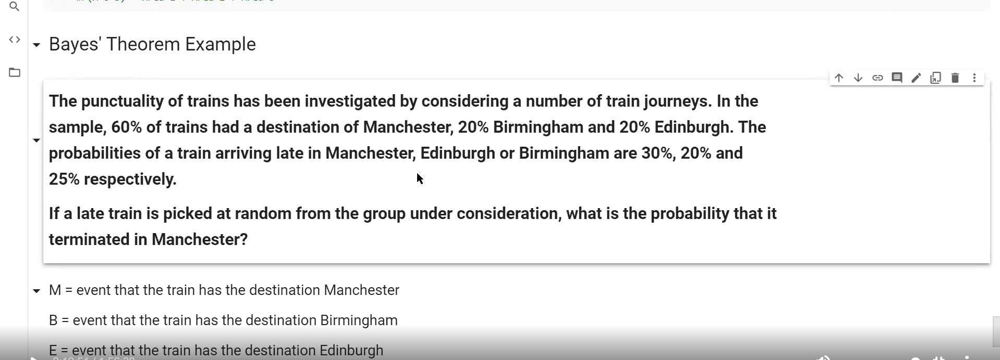 Bayes' Theorem Example
The punctuality of trains has been investigated by considering a number of train journeys. In the
sample, 60% of trains had a destination of Manchester, 20% Birmingham and 20% Edinburgh. The
probabilities of a train arriving late in Manchester, Edinburgh or Birmingham are 30%, 20% and
25% respectively.
If a late train is picked at random from the group under consideration, what is the probability that it
terminated in Manchester?
M = event that the train has the destination Manchester
B = event that the train has the destination Birmingham
E = event that the train has the destination Edinburgh